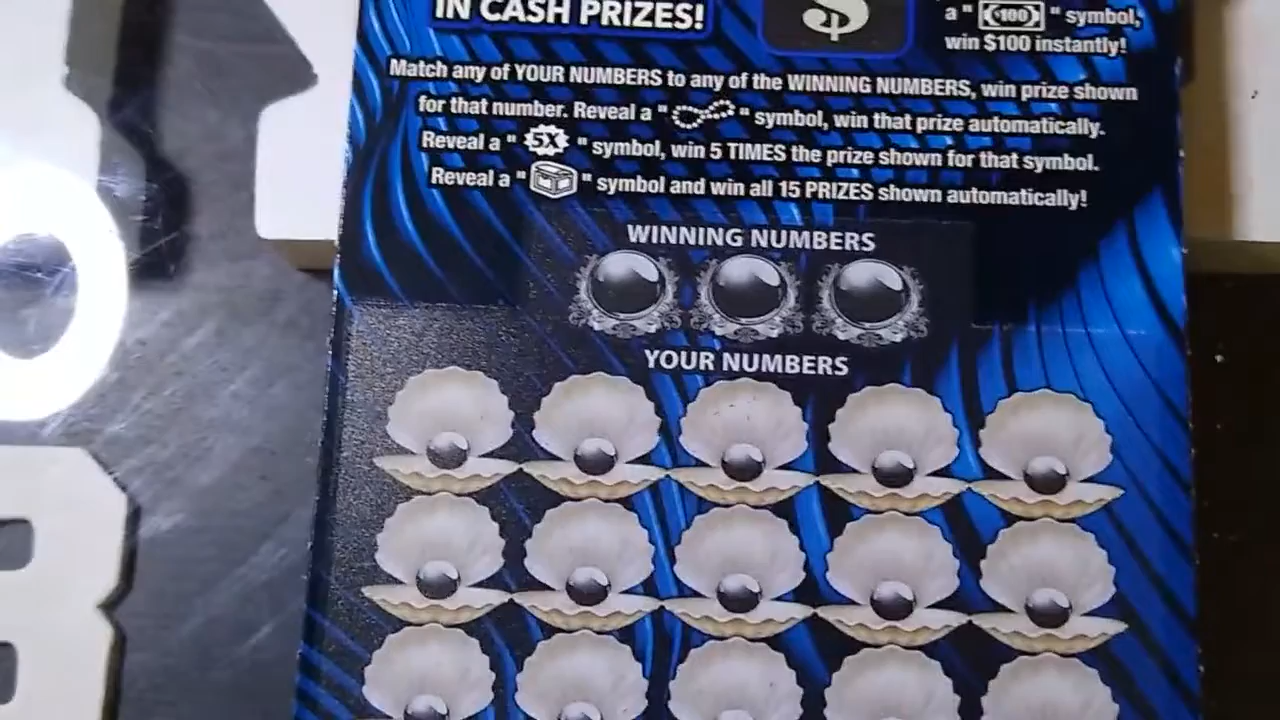 IN CASH PRIZES!
$
a " 100 " symbol,
win $100 instantly!
Match any of YOUR NUMBERS to any of the WINNING NUMBERS, win prize shown
for that number. Reveal a " " symbol, win that prize automatically.
Reveal a " 5X " symbol, win 5 TIMES the prize shown for that symbol.
Reveal a " " symbol and win all 15 PRIZES shown automatically!
WINNING NUMBERS
YOUR NUMBERS